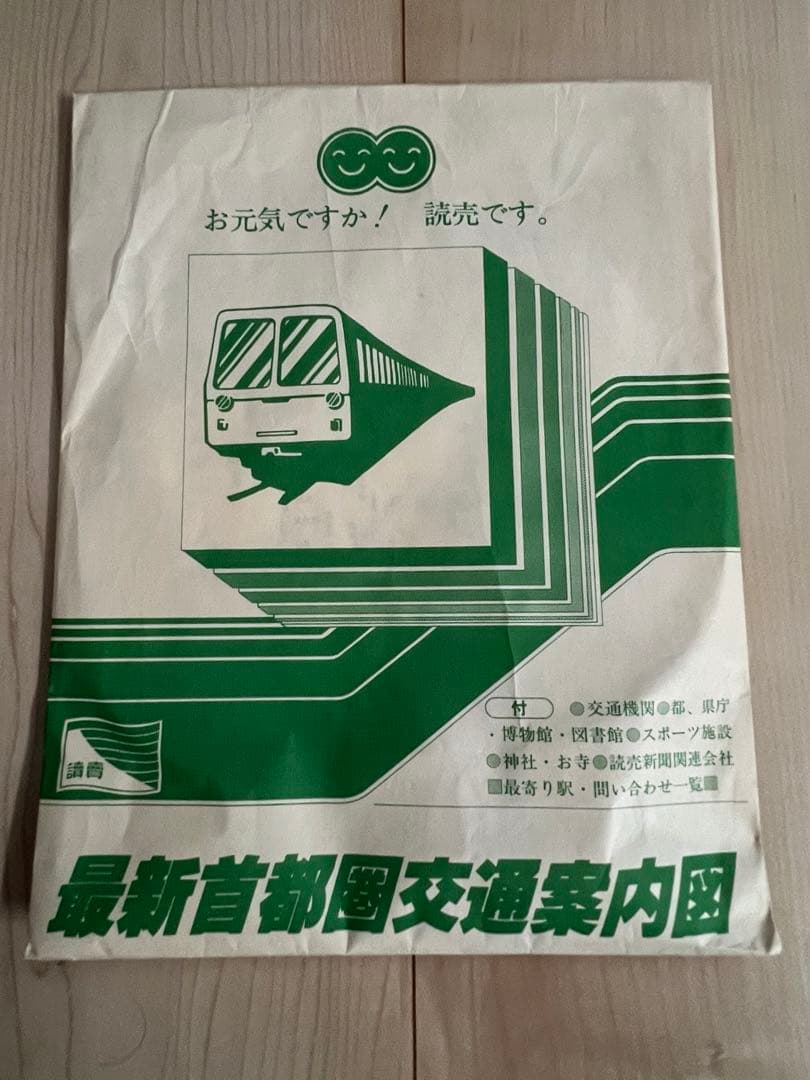 お元気ですか! 読売です。
付 ●交通機関●都、県庁
・博物館・図書館●スポーツ施設
●神社・お寺●読売新聞関連会社
■最寄り駅・問い合わせ一覧■
讀賣
最新首都圏交通案内図